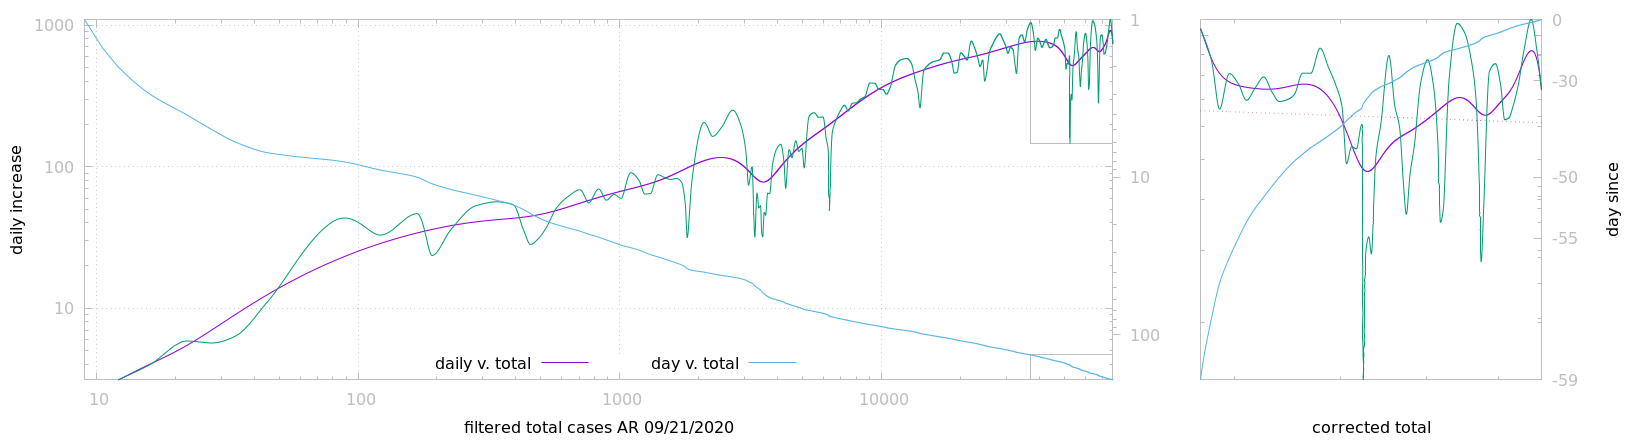 1000
100
10
daily increase
1
10
100
daily v. total
day v. total
10
100
1000
10000
filtered total cases AR 09/21/2020
0
-30
-50
-55
-59
day since
corrected total